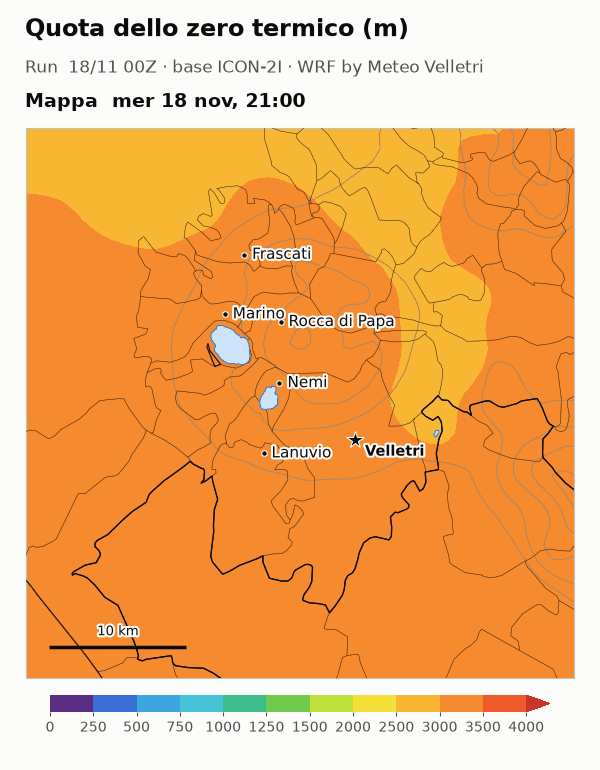 Quota dello zero termico (m)
Run  18/11 00Z · base ICON-2I · WRF by Meteo Velletri
Mappa  mer 18 nov, 21:00
Frascati
Marino
Rocca di Papa
Nemi
Velletri
Lanuvio
10 km
0 250 500 750 1000 1250 1500 2000 2500 3000 3500 4000